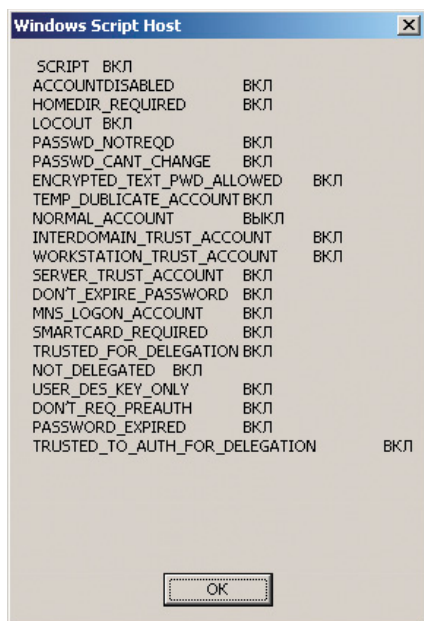 Windows Script Host
SCRIPT ВКЛ
ACCOUNTDISABLED ВКЛ
HOMEDIR_REQUIRED ВКЛ
LOCOUT ВКЛ
PASSWD_NOTREQD ВКЛ
PASSWD_CANT_CHANGE ВКЛ
ENCRYPTED_TEXT_PWD_ALLOWED ВКЛ
TEMP_DUBLICATE_ACCOUNT ВКЛ
NORMAL_ACCOUNT ВЫКЛ
INTERDOMAIN_TRUST_ACCOUNT ВКЛ
WORKSTATION_TRUST_ACCOUNT ВКЛ
SERVER_TRUST_ACCOUNT ВКЛ
DON'T_EXPIRE_PASSWORD ВКЛ
MNS_LOGON_ACCOUNT ВКЛ
SMARTCARD_REQUIRED ВКЛ
TRUSTED_FOR_DELEGATION ВКЛ
NOT_DELEGATED ВКЛ
USER_DES_KEY_ONLY ВКЛ
DON'T_REQ_PREAUTH ВКЛ
PASSWORD_EXPIRED ВКЛ
TRUSTED_TO_AUTH_FOR_DELEGATION ВКЛ
OK